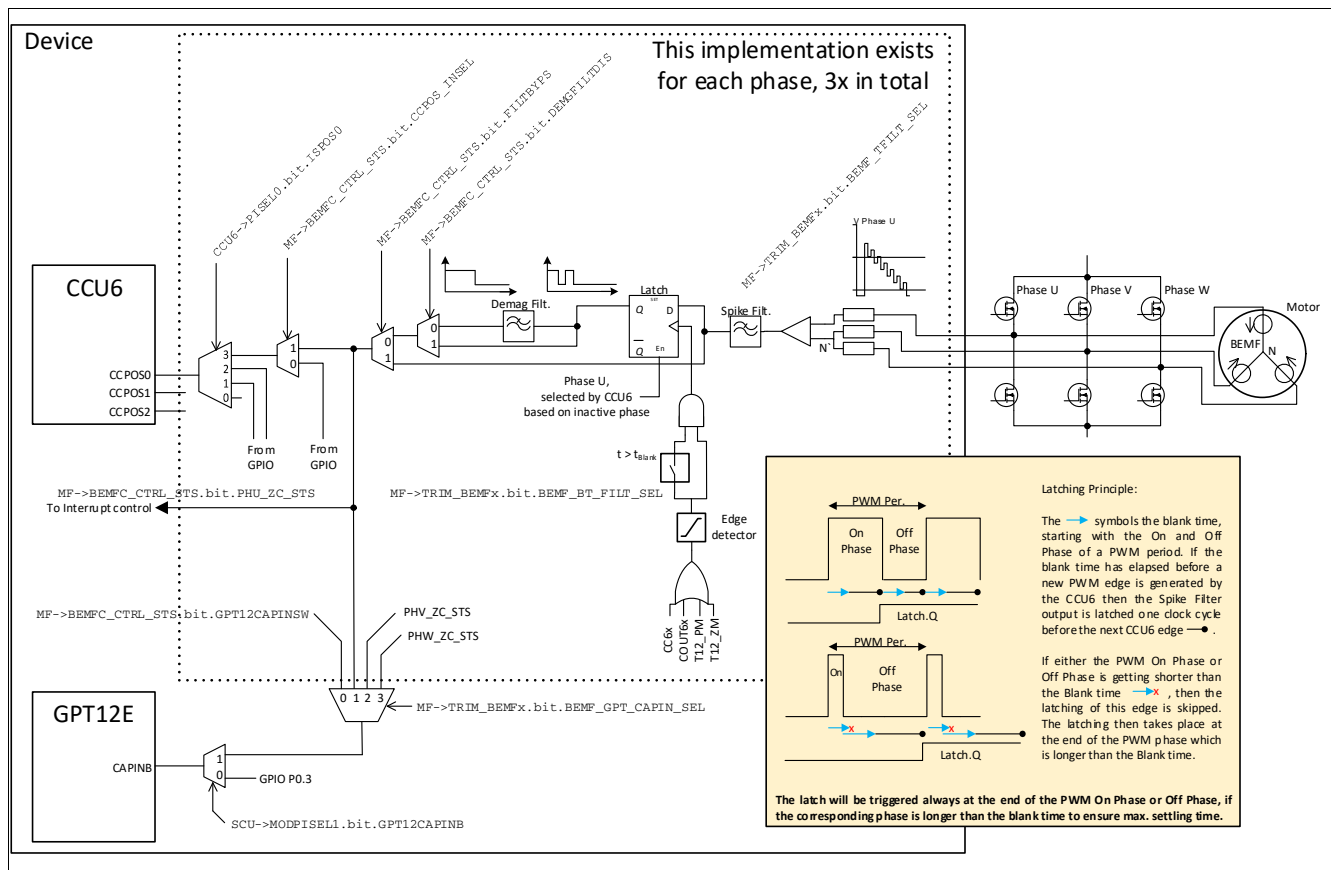 Device
This implementation exists
for each phase, 3x in total
CCU6->PISEL0.bit.ISPOS0
MF->BEMFC_CTRL_STS.bit.CCPOS_INSEL
MF->BEMFC_CTRL_STS.bit.FILTBYPS
MF->BEMFC_CTRL_STS.bit.DEMGFILTDIS
MF->TRIM_BEMFx.bit.BEMF_TFILT_SEL
V Phase U
CCU6
CCPOS0
CCPOS1
CCPOS2
3
2
1
0
1
0
0
1
0
1
Demag Filt.
Latch
SET
Q
D
Q
En
Spike Filt.
N`
Phase U
Phase V
Phase W
Motor
BEMF
N
From
GPIO
From
GPIO
Phase U,
selected by CCU6
based on inactive phase
t > tBlank
MF->BEMFC_CTRL_STS.bit.PHU_ZC_STS
To Interrupt control
MF->TRIM_BEMFx.bit.BEMF_BT_FILT_SEL
Edge
detector
CC6x
COUT6x
T12_PM
T12_ZM
MF->BEMFC_CTRL_STS.bit.GPT12CAPINSW
PHV_ZC_STS
PHW_ZC_STS
0 1 2 3
MF->TRIM_BEMFx.bit.BEMF_GPT_CAPIN_SEL
GPT12E
CAPINB
1
0
GPIO P0.3
SCU->MODPISEL1.bit.GPT12CAPINB
PWM Per.
On
Phase
Off
Phase
Latch.Q
PWM Per.
On
Off
Phase
x
x
Latch.Q
Latching Principle:
The symbols the blank time,
starting with the On and Off
Phase of a PWM period. If the
blank time has elapsed before a
new PWM edge is generated by
the CCU6 then the Spike Filter
output is latched one clock cycle
before the next CCU6 edge .
If either the PWM On Phase or
Off Phase is getting shorter than
the Blank time x , then the
latching of this edge is skipped.
The latching then takes place at
the end of the PWM phase which
is longer than the Blank time.
The latch will be triggered always at the end of the PWM On Phase or Off Phase, if
the corresponding phase is longer than the blank time to ensure max. settling time.